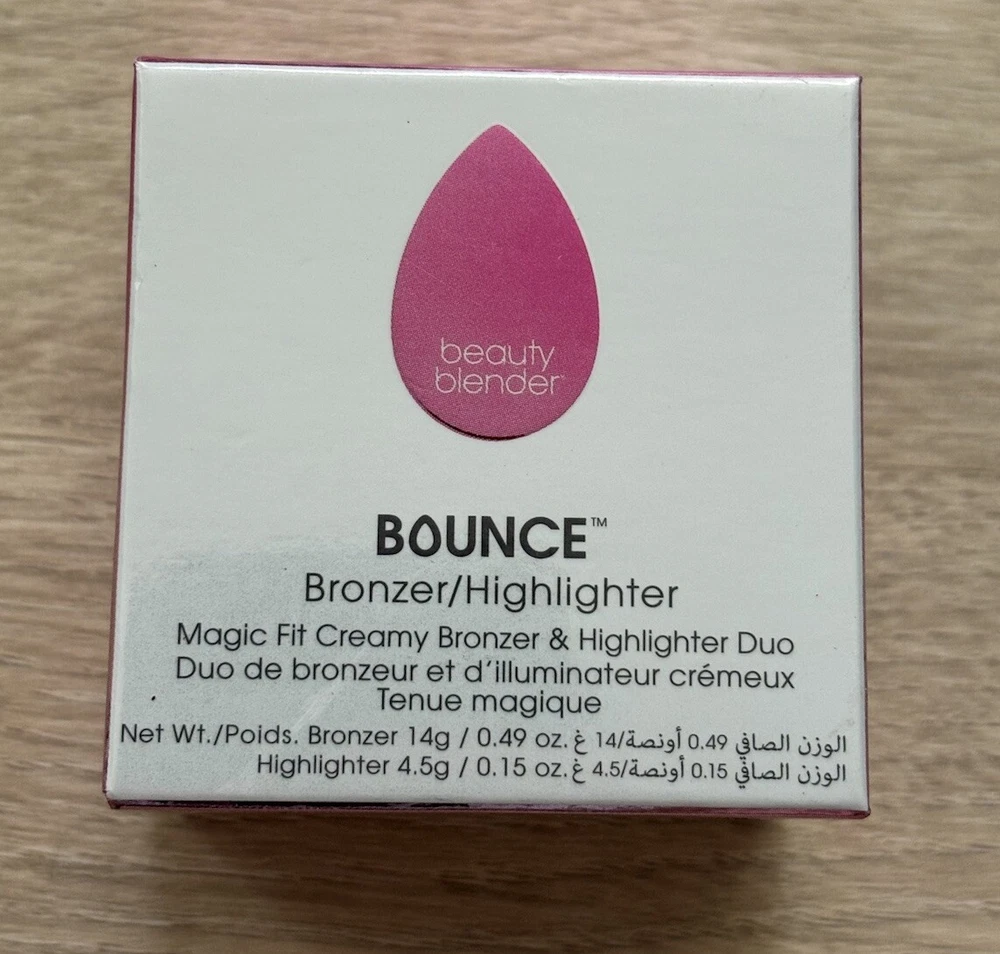 beauty
blender™
BOUNCE™
Bronzer/Highlighter
Magic Fit Creamy Bronzer & Highlighter Duo
Duo de bronzeur et d'illuminateur crémeux
Tenue magique
Net Wt./Poids. Bronzer 14g / 0.49 oz. الوزن الصافي 0.49 أونصة/14 غ
Highlighter 4.5g / 0.15 oz. الوزن الصافي 0.15 أونصة/4.5 غ